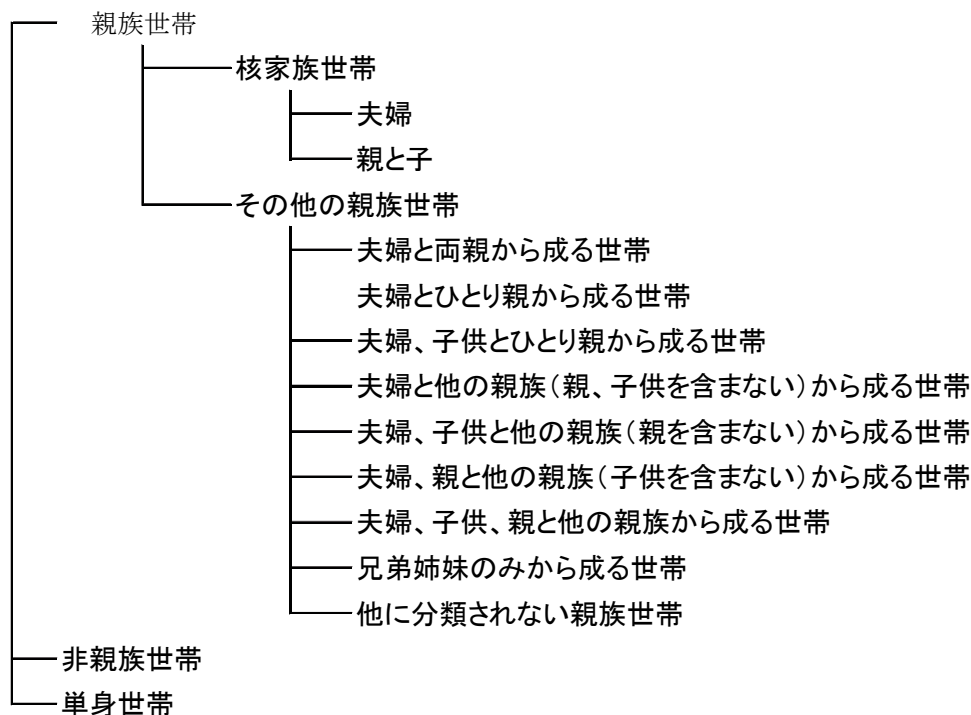 親族世帯
核家族世帯
夫婦
親と子
その他の親族世帯
夫婦と両親から成る世帯
夫婦とひとり親から成る世帯
夫婦、子供とひとり親から成る世帯
夫婦と他の親族(親、子供を含まない)から成る世帯
夫婦、子供と他の親族(親を含まない)から成る世帯
夫婦、親と他の親族(子供を含まない)から成る世帯
夫婦、子供、親と他の親族から成る世帯
兄弟姉妹のみから成る世帯
他に分類されない親族世帯
非親族世帯
単身世帯